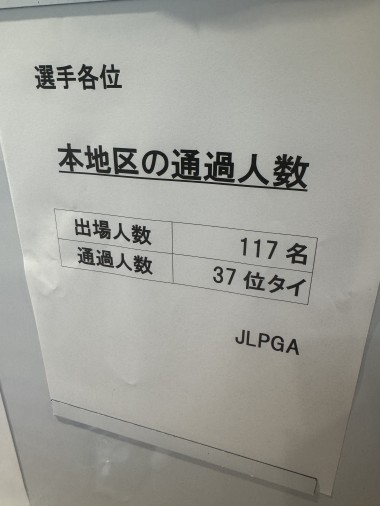 選手各位
本地区の通過人数
出場人数 117 名
通過人数 37 位タイ
JLPGA